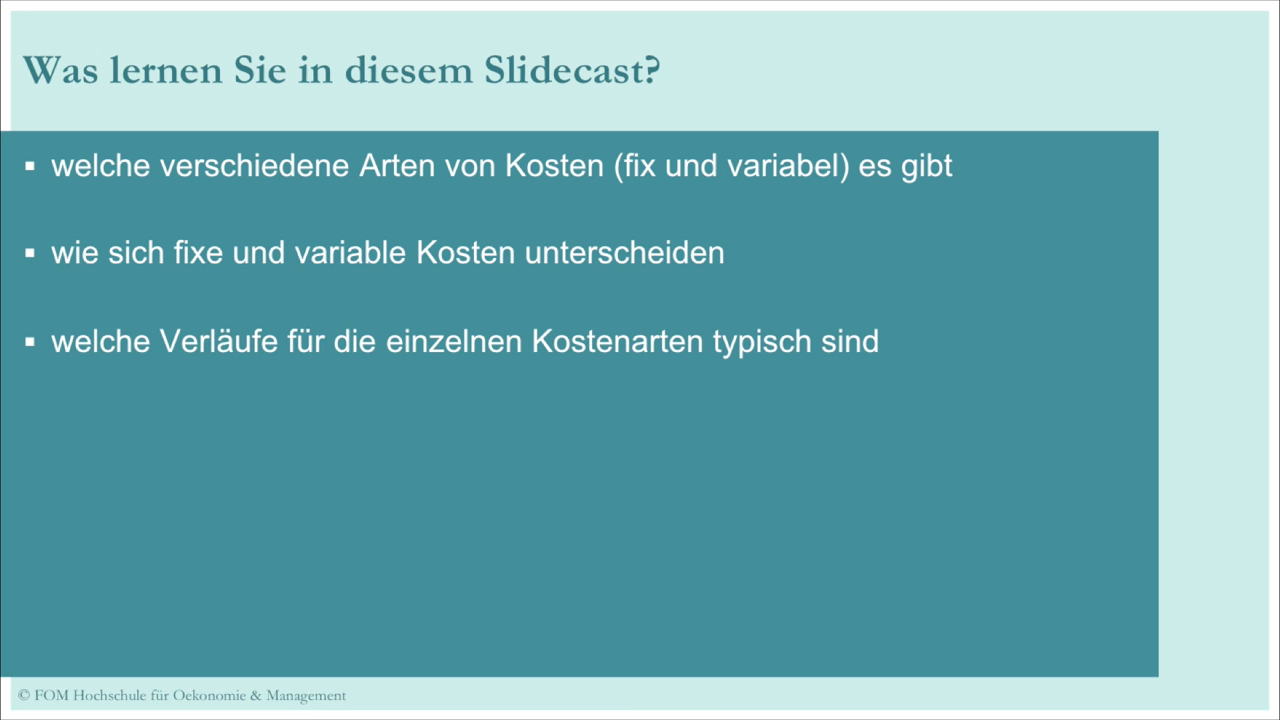 Was lernen Sie in diesem Slidecast?
▪ welche verschiedene Arten von Kosten (fix und variabel) es gibt
▪ wie sich fixe und variable Kosten unterscheiden
▪ welche Verläufe für die einzelnen Kostenarten typisch sind
© FOM Hochschule für Oekonomie & Management